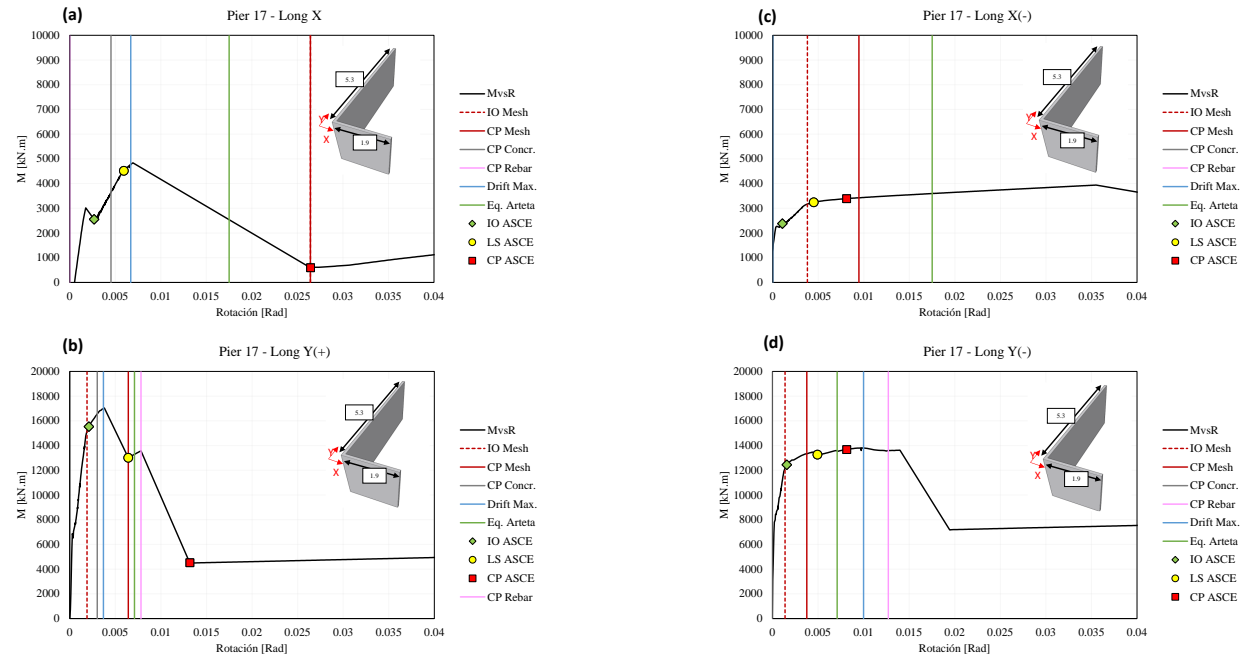 (a)
Pier 17 - Long X
M [kN.m]
10000
9000
8000
7000
6000
5000
4000
3000
2000
1000
0
0 0.005 0.01 0.015 0.02 0.025 0.03 0.035 0.04
Rotación [Rad]
5.3
1.9
Y
X
MvsR
IO Mesh
CP Mesh
CP Concr.
CP Rebar
Drift Max.
Eq. Arteta
IO ASCE
LS ASCE
CP ASCE
(c)
Pier 17 - Long X(-)
M [kN.m]
10000
9000
8000
7000
6000
5000
4000
3000
2000
1000
0
0 0.005 0.01 0.015 0.02 0.025 0.03 0.035 0.04
Rotación [Rad]
5.3
1.9
Y
X
MvsR
IO Mesh
CP Mesh
CP Concr.
CP Rebar
Drift Max.
Eq. Arteta
IO ASCE
LS ASCE
CP ASCE
(b)
Pier 17 - Long Y(+)
M [kN.m]
20000
18000
16000
14000
12000
10000
8000
6000
4000
2000
0
0 0.005 0.01 0.015 0.02 0.025 0.03 0.035 0.04
Rotación [Rad]
5.3
1.9
Y
X
MvsR
IO Mesh
CP Mesh
CP Concr.
Drift Max.
Eq. Arteta
IO ASCE
LS ASCE
CP ASCE
CP Rebar
(d)
Pier 17 - Long Y(-)
M [kN.m]
20000
18000
16000
14000
12000
10000
8000
6000
4000
2000
0
0 0.005 0.01 0.015 0.02 0.025 0.03 0.035 0.04
Rotación [Rad]
5.3
1.9
Y
X
MvsR
IO Mesh
CP Mesh
CP Concr.
CP Rebar
Drift Max.
Eq. Arteta
IO ASCE
LS ASCE
CP ASCE